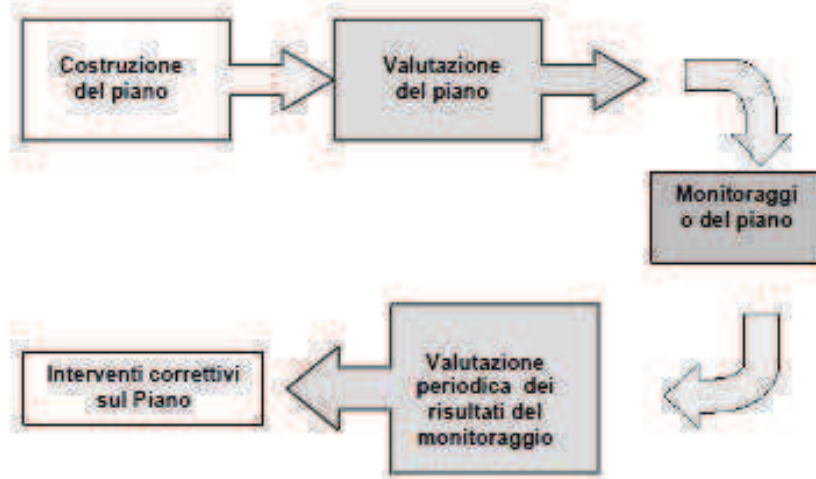 Costruzione
del piano
Valutazione
del piano
Monitoraggi
o del piano
Valutazione
periodica dei
risultati del
monitoraggio
Interventi correttivi
sul Piano